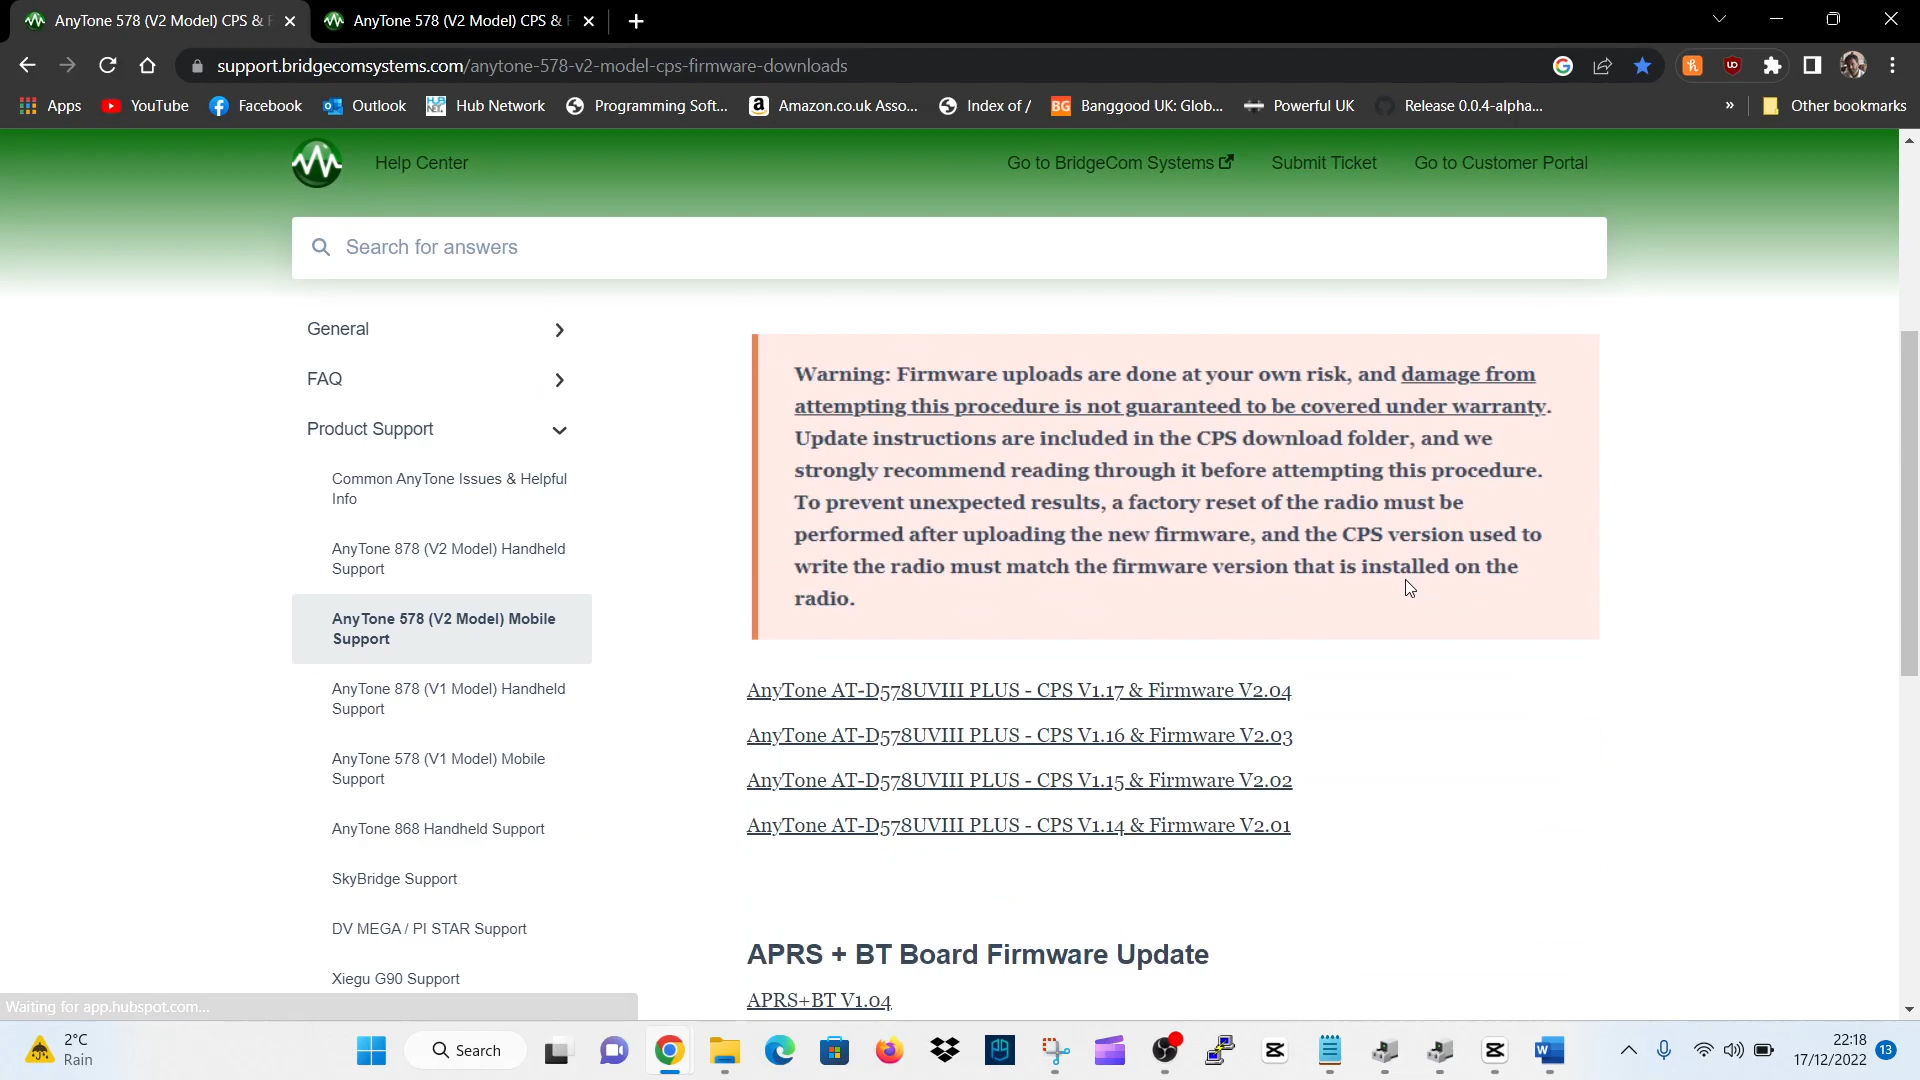 AnyTone 578 (V2 Model) CPS & F
AnyTone 578 (V2 Model) CPS & F
support.bridgecomsystems.com/anytone-578-v2-model-cps-firmware-downloads
Apps YouTube Facebook Outlook Hub Network Programming Soft... Amazon.co.uk Asso... Index of / Banggood UK: Glob... Powerful UK Release 0.0.4-alpha... » Other bookmarks
Help Center Go to BridgeCom Systems Submit Ticket Go to Customer Portal
Search for answers
General
FAQ
Product Support
Common AnyTone Issues & Helpful
Info
AnyTone 878 (V2 Model) Handheld
Support
AnyTone 578 (V2 Model) Mobile
Support
AnyTone 878 (V1 Model) Handheld
Support
AnyTone 578 (V1 Model) Mobile
Support
AnyTone 868 Handheld Support
SkyBridge Support
DV MEGA / PI STAR Support
Xiegu G90 Support
Warning: Firmware uploads are done at your own risk, and damage from
attempting this procedure is not guaranteed to be covered under warranty.
Update instructions are included in the CPS download folder, and we
strongly recommend reading through it before attempting this procedure.
To prevent unexpected results, a factory reset of the radio must be
performed after uploading the new firmware, and the CPS version used to
write the radio must match the firmware version that is installed on the
radio.
AnyTone AT-D578UVIII PLUS - CPS V1.17 & Firmware V2.04
AnyTone AT-D578UVIII PLUS - CPS V1.16 & Firmware V2.03
AnyTone AT-D578UVIII PLUS - CPS V1.15 & Firmware V2.02
AnyTone AT-D578UVIII PLUS - CPS V1.14 & Firmware V2.01
APRS + BT Board Firmware Update
APRS+BT V1.04
Waiting for app.hubspot.com...
2°C
Rain
Search
22:18
17/12/2022
13